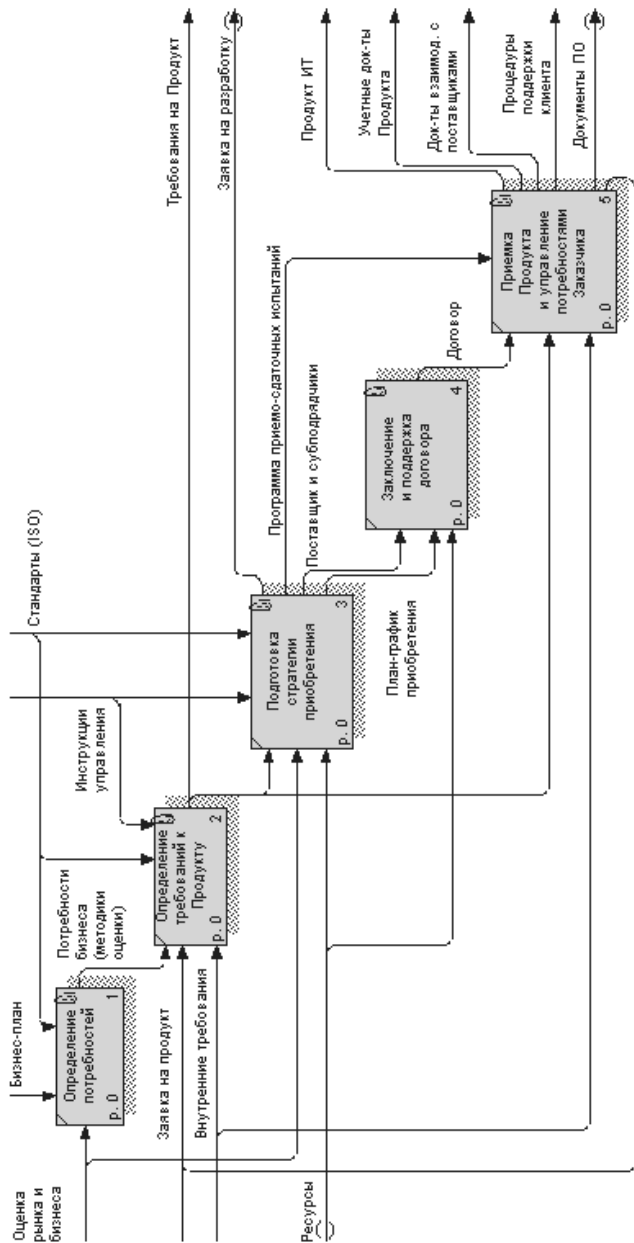 Бизнес-план
Стандарты (ISO)
Оценка
рынка и
бизнеса
Определение
потребностей
р. 0
1
Потребности
бизнеса
(методики
оценки)
Инструкции
управления
Заявка на продукт
Внутренние требования
Определение
требований к
Продукту
р. 0
2
Требования на Продукт
Заявка на разработку
Ресурсы
Подготовка
стратегии
приобретения
р. 0
3
Программа приемо-сдаточных испытаний
Поставщик и субподрядчики
План-график
приобретения
Заключение
и поддержка
договора
р. 0
4
Договор
Приемка
Продукта
и управление
потребностями
Заказчика
р. 0
5
Продукт ИТ
Учетные док-ты
Продукта
Док-ты взаимод. с
поставщиками
Процедуры
поддержки
клиента
Документы ПО